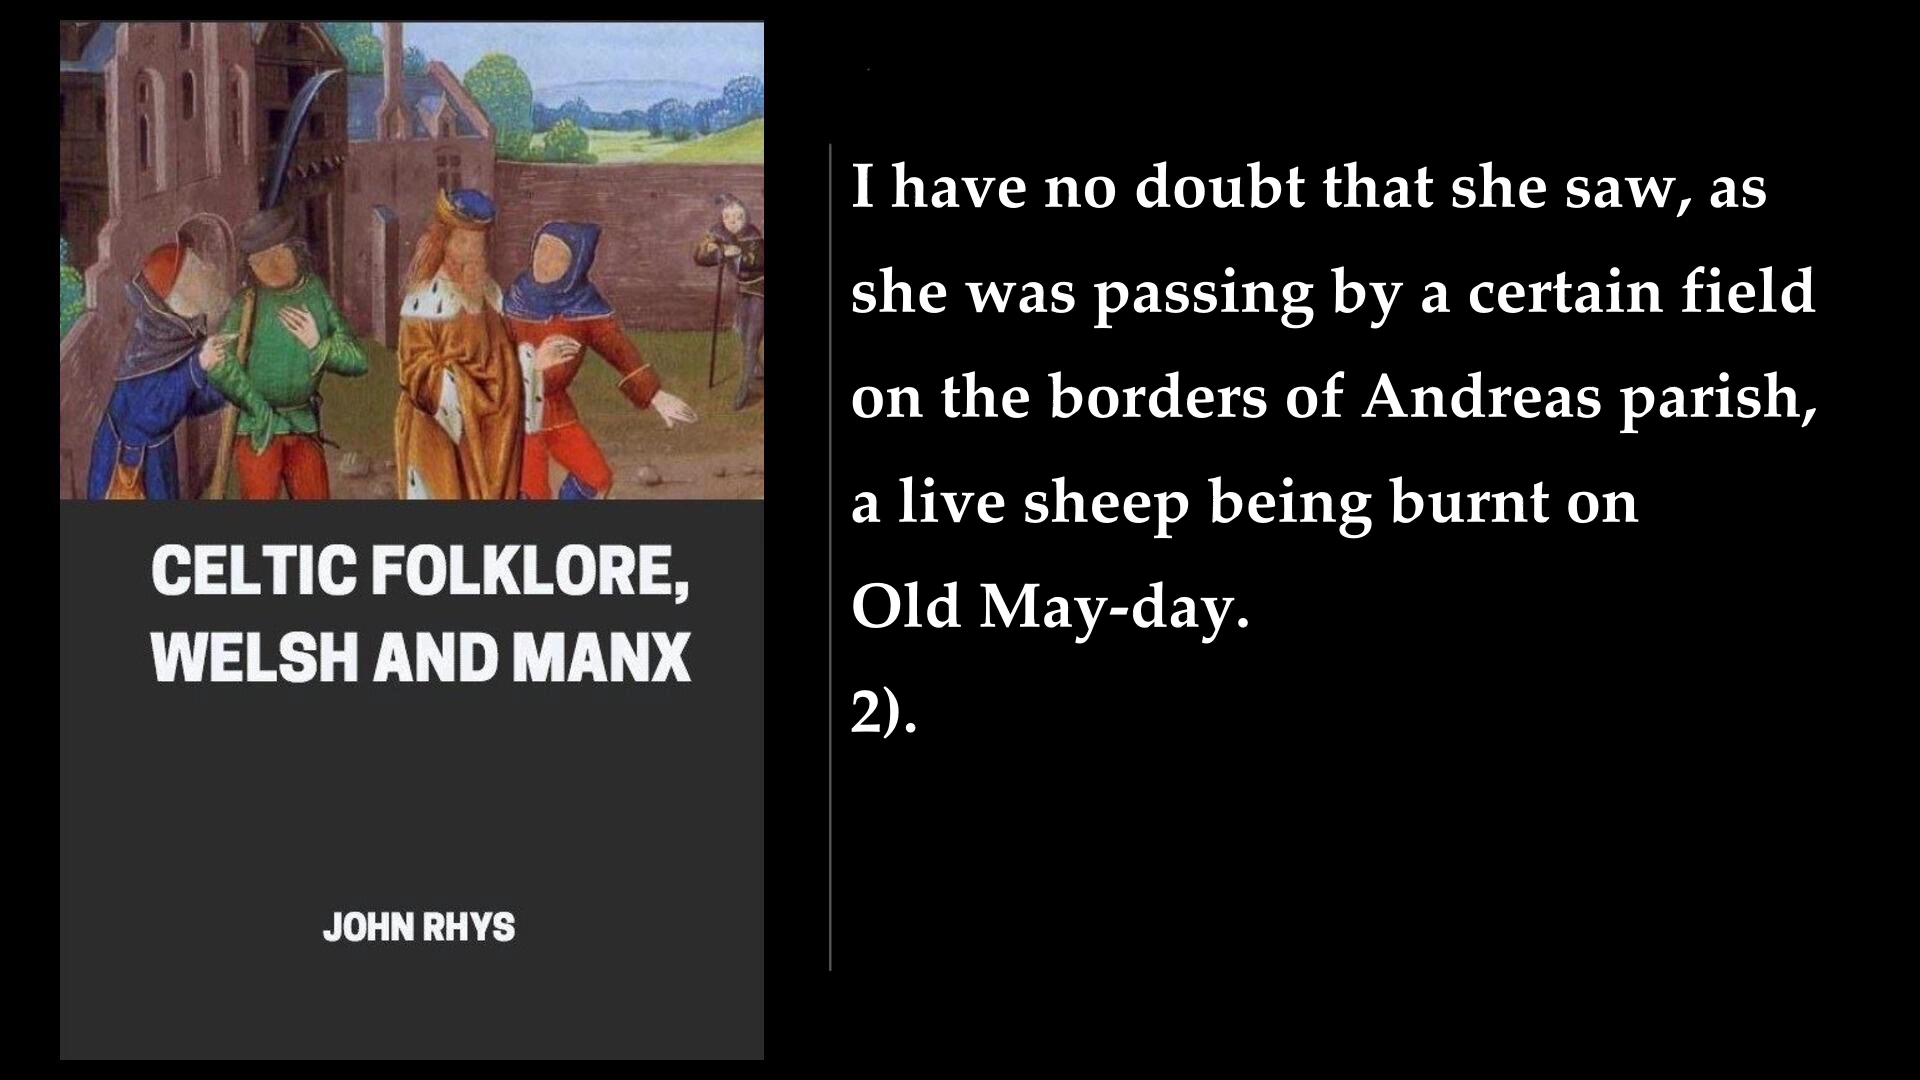 CELTIC FOLKLORE,
WELSH AND MANX
JOHN RHYS
I have no doubt that she saw, as
she was passing by a certain field
on the borders of Andreas parish,
a live sheep being burnt on
Old May-day.
2).